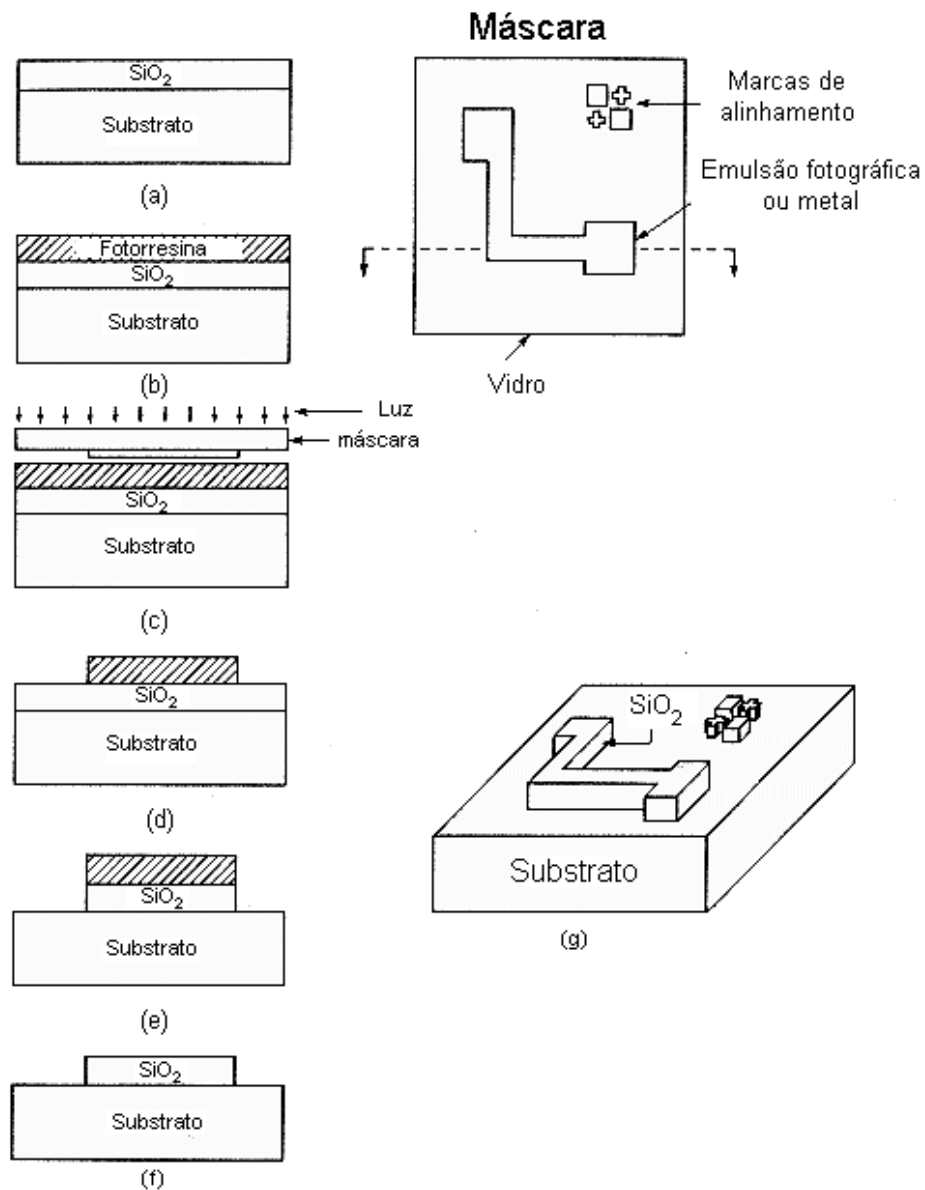 Máscara
SiO2
Substrato
(a)
Fotorresina
SiO2
Substrato
(b)
Marcas de
alinhamento
Emulsão fotográfica
ou metal
Vidro
Luz
máscara
SiO2
Substrato
(c)
SiO2
Substrato
(d)
SiO2
Substrato
(e)
SiO2
Substrato
(f)
SiO2
Substrato
(g)